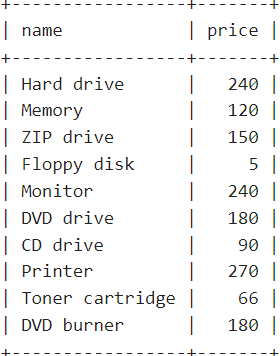 +-----------------+-------+
| name            | price |
+-----------------+-------+
| Hard drive      |   240 |
| Memory          |   120 |
| ZIP drive       |   150 |
| Floppy disk     |     5 |
| Monitor         |   240 |
| DVD drive       |   180 |
| CD drive        |    90 |
| Printer         |   270 |
| Toner cartridge |    66 |
| DVD burner      |   180 |
+-----------------+-------+